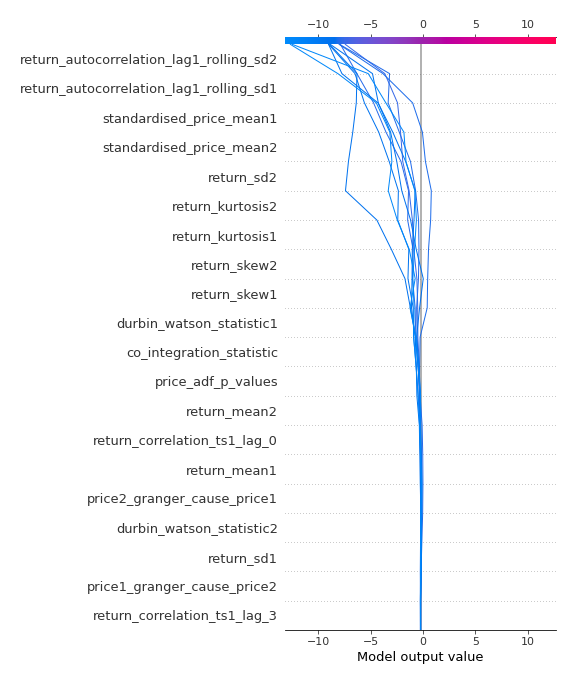 −10 −5 0 5 10
return_autocorrelation_lag1_rolling_sd2
return_autocorrelation_lag1_rolling_sd1
standardised_price_mean1
standardised_price_mean2
return_sd2
return_kurtosis2
return_kurtosis1
return_skew2
return_skew1
durbin_watson_statistic1
co_integration_statistic
price_adf_p_values
return_mean2
return_correlation_ts1_lag_0
return_mean1
price2_granger_cause_price1
durbin_watson_statistic2
return_sd1
price1_granger_cause_price2
return_correlation_ts1_lag_3
−10 −5 0 5 10
Model output value